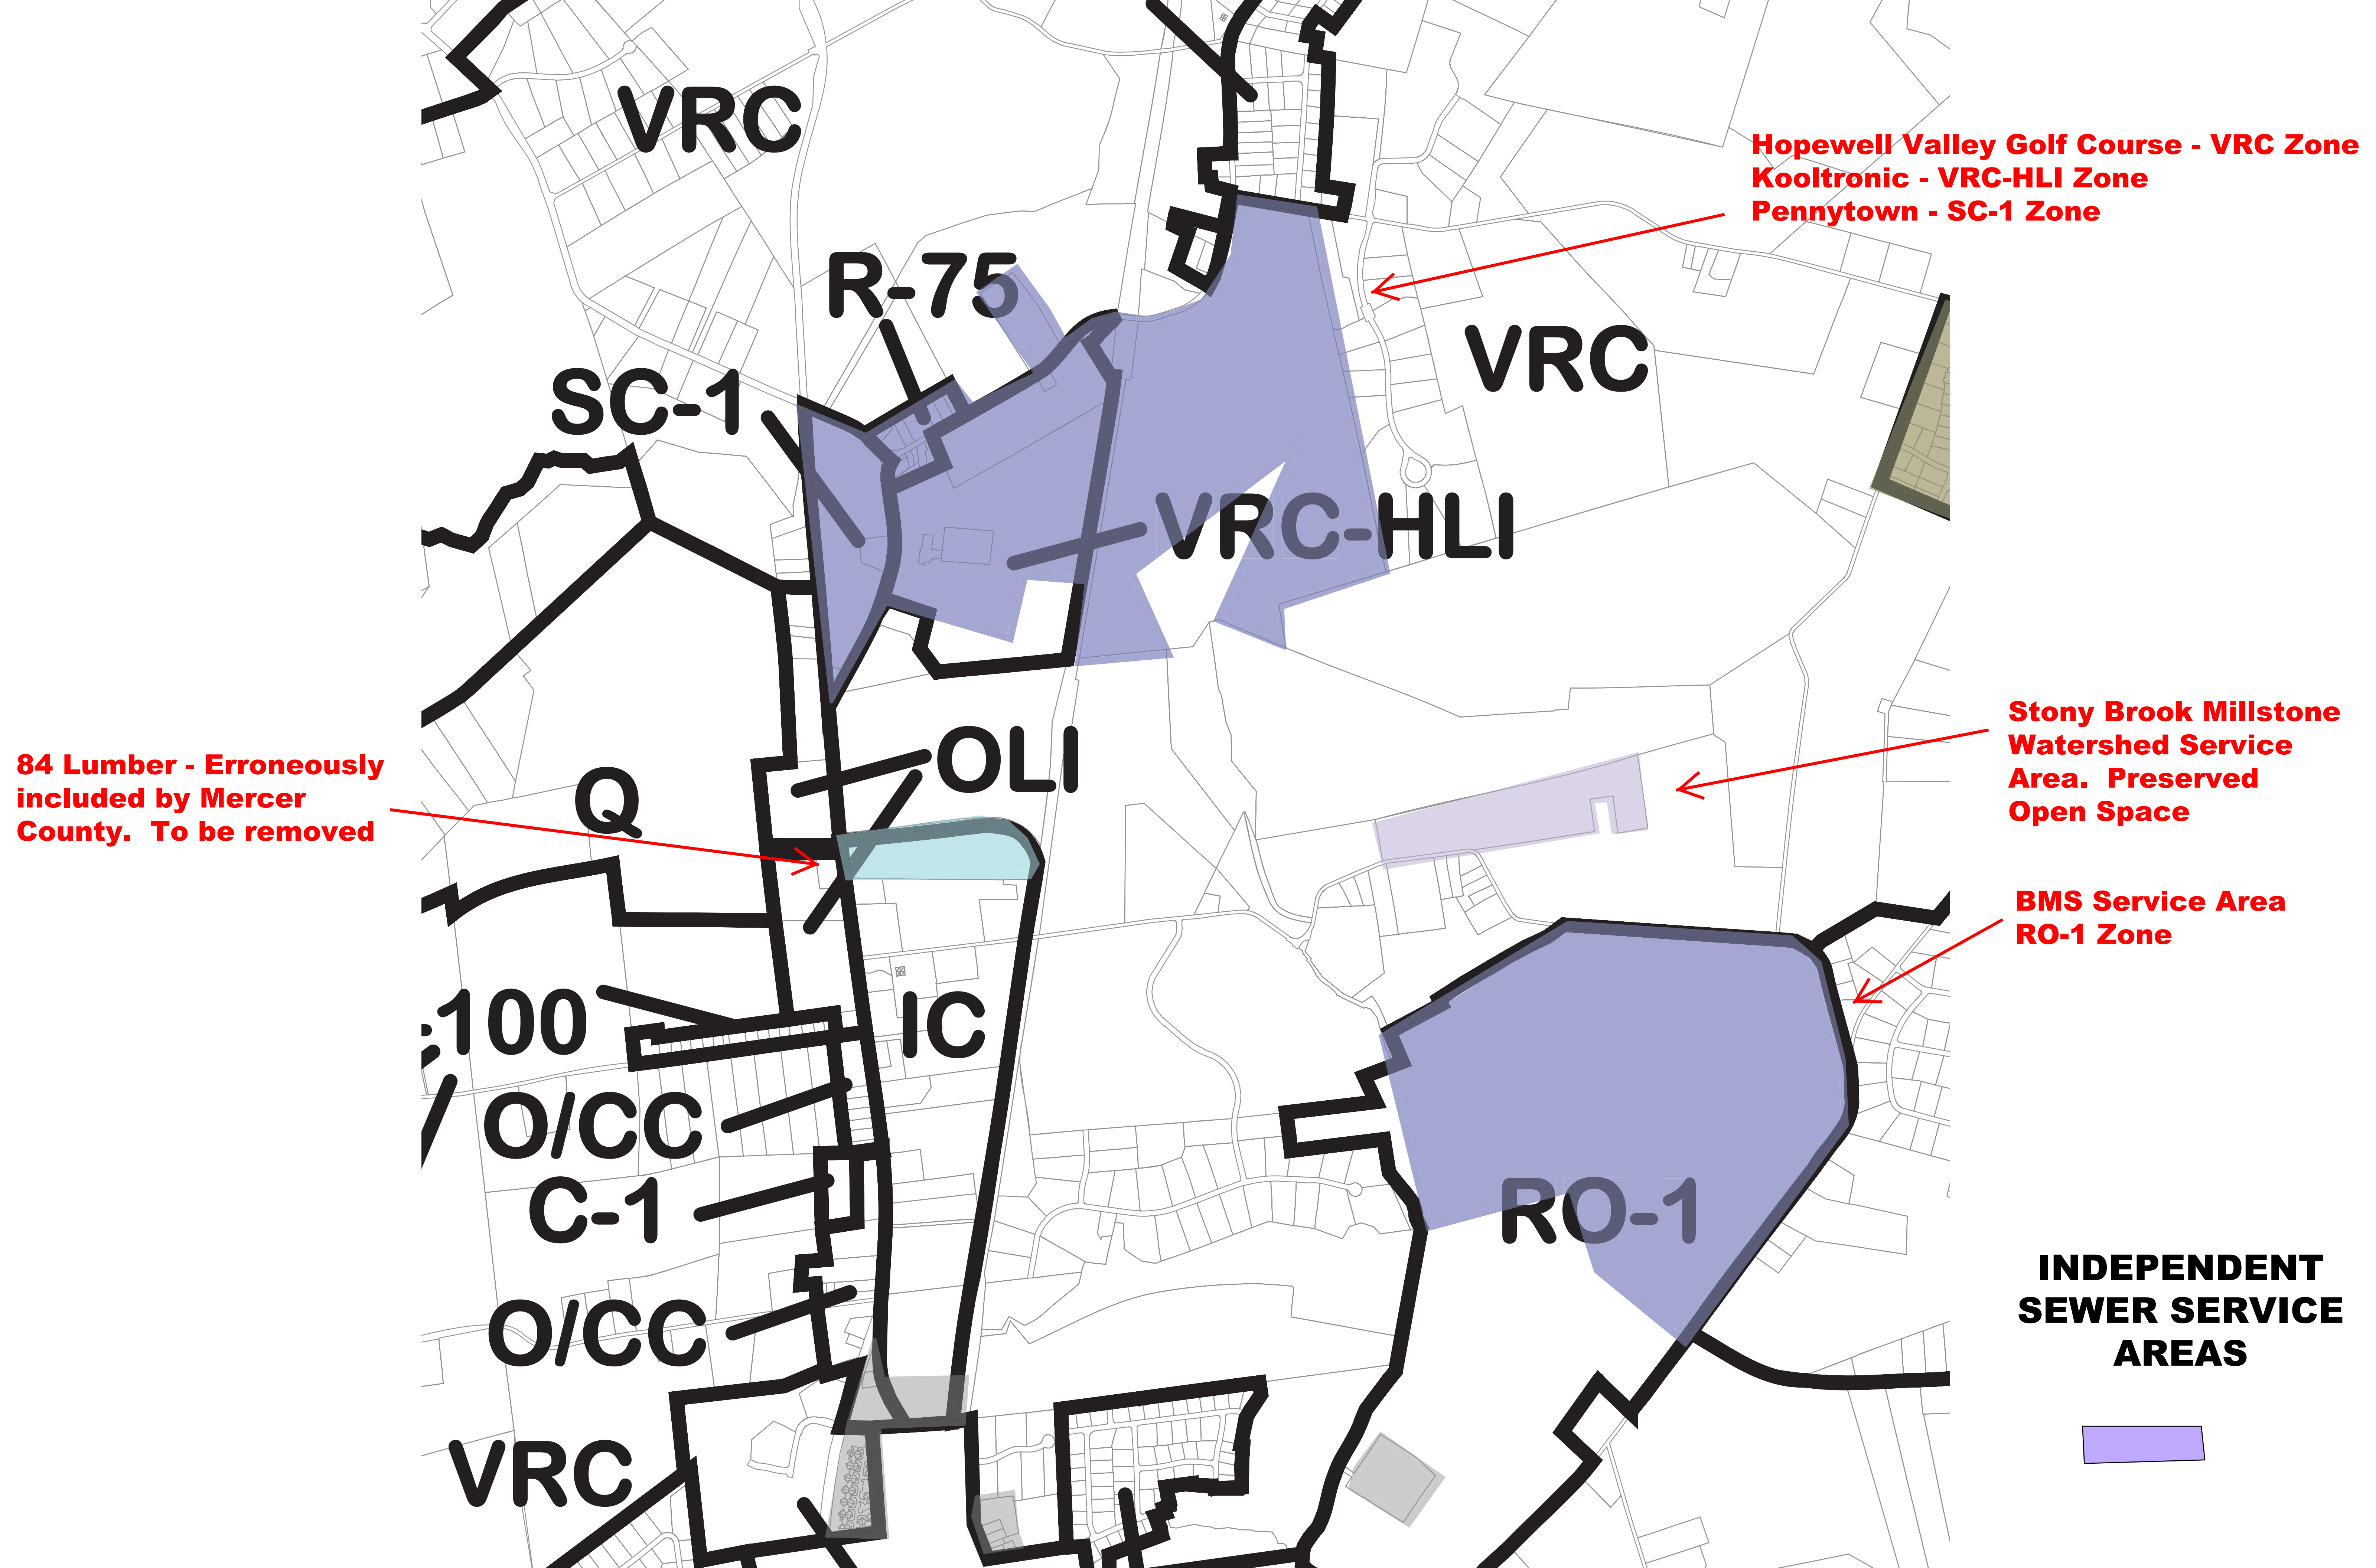 VRC
Hopewell Valley Golf Course - VRC Zone
Kooltronic - VRC-HLI Zone
Pennytown - SC-1 Zone
R-75
VRC
SC-1
VRC-HLI
Stony Brook Millstone
Watershed Service
Area.  Preserved
Open Space
OLI
84 Lumber - Erroneously
included by Mercer
County.  To be removed
Q
BMS Service Area
RO-1 Zone
100
IC
O/CC
C-1
RO-1
INDEPENDENT
SEWER SERVICE
AREAS
O/CC
VRC